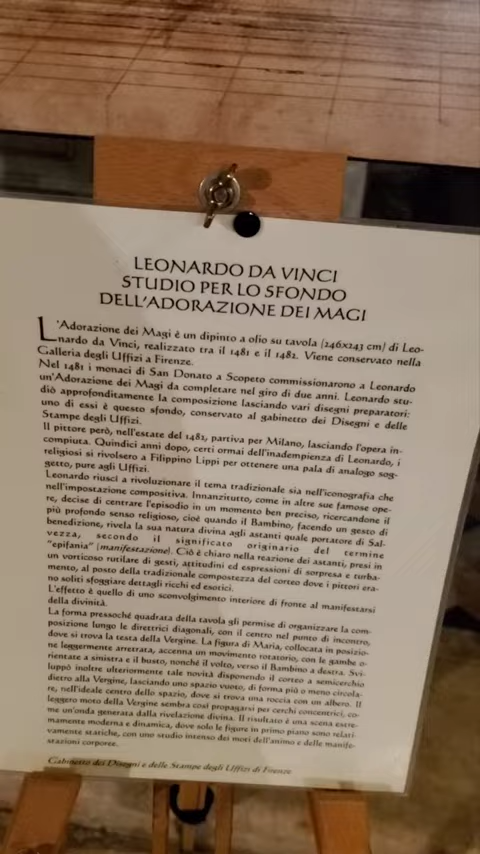 LEONARDO DA VINCI
STUDIO PER LO SFONDO
DELL'ADORAZIONE DEI MAGI
L'Adorazione dei Magi è un dipinto a olio su tavola (246x243 cm) di Leo-
nardo da Vinci, realizzato tra il 1481 e il 1482. Viene conservato nella
Galleria degli Uffizi a Firenze.
Nel 1481 i monaci di San Donato a Scopeto commissionarono a Leonardo
un'Adorazione dei Magi da completare nel giro di due anni. Leonardo stu-
diò approfonditamente la composizione lasciando vari disegni preparatori:
uno di essi è questo sfondo, conservato al gabinetto dei Disegni e delle
Stampe degli Uffizi.
Il pittore però, nell'estate del 1482, partiva per Milano, lasciando l'opera in-
compiuta. Quindici anni dopo, certi ormai dell'inadempienza di Leonardo, i
religiosi si rivolsero a Filippino Lippi per ottenere una pala di analogo sog-
getto, pure agli Uffizi.
Leonardo riuscì a rivoluzionare il tema tradizionale sia nell'iconografia che
nell'impostazione compositiva. Innanzitutto, come in altre sue famose ope-
re, decise di centrare l'episodio in un momento ben preciso, ricercandone il
più profondo senso religioso, cioè quando il Bambino, facendo un gesto di
benedizione, rivela la sua natura divina agli astanti quale portatore di Sal-
vezza, secondo il significato originario del termine
"epifania" (manifestazione). Ciò è chiaro nella reazione dei astanti, presi in
un vorticoso rutilare di gesti, attitudini ed espressioni di sorpresa e turba-
mento, al posto della tradizionale compostezza del corteo dove i pittori era-
no soliti sfoggiare dettagli ricchi ed esotici.
L'effetto è quello di uno sconvolgimento interiore di fronte al manifestarsi
della divinità.
La forma pressoché quadrata della tavola gli permise di organizzare la com-
posizione lungo le direttrici diagonali, con il centro nel punto di incontro,
dove si trova la testa della Vergine. La figura di Maria, collocata in posizio-
ne leggermente arretrata, accenna un movimento rotatorio, con le gambe o-
rientate a sinistra e il busto, nonché il volto, verso il Bambino a destra. Svi-
luppò inoltre ulteriormente tale novità disponendo il corteo a semicerchio
dietro alla Vergine, lasciando uno spazio vuoto, di forma più o meno circola-
re, nell'ideale centro dello spazio, dove si trova una roccia con un albero. Il
leggero moto della Vergine sembra così propagarsi per cerchi concentrici, co-
me un'onda generata dalla rivelazione divina. Il risultato è una scena estre-
mamente moderna e dinamica, dove solo le figure in primo piano sono relati-
vamente statiche, con uno studio intenso dei moti dell'animo e delle manife-
stazioni corporee.
Gabinetto dei Disegni e delle Stampe degli Uffizi di Firenze